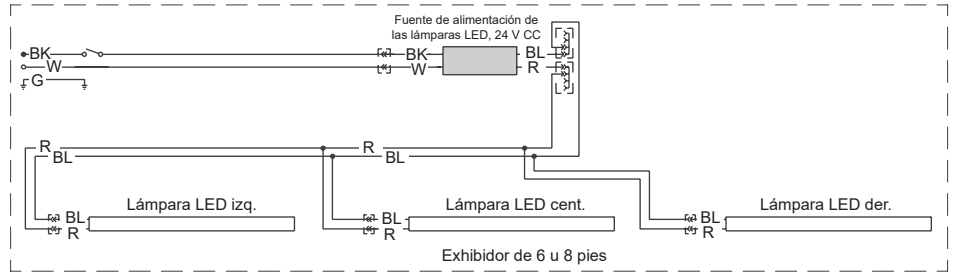 Fuente de alimentación de
las lámparas LED, 24 V CC
BK
BK
BL
W
W
R
G
R
R
BL
BL
Lámpara LED izq.
Lámpara LED cent.
Lámpara LED der.
BL
BL
BL
R
R
R
Exhibidor de 6 u 8 pies